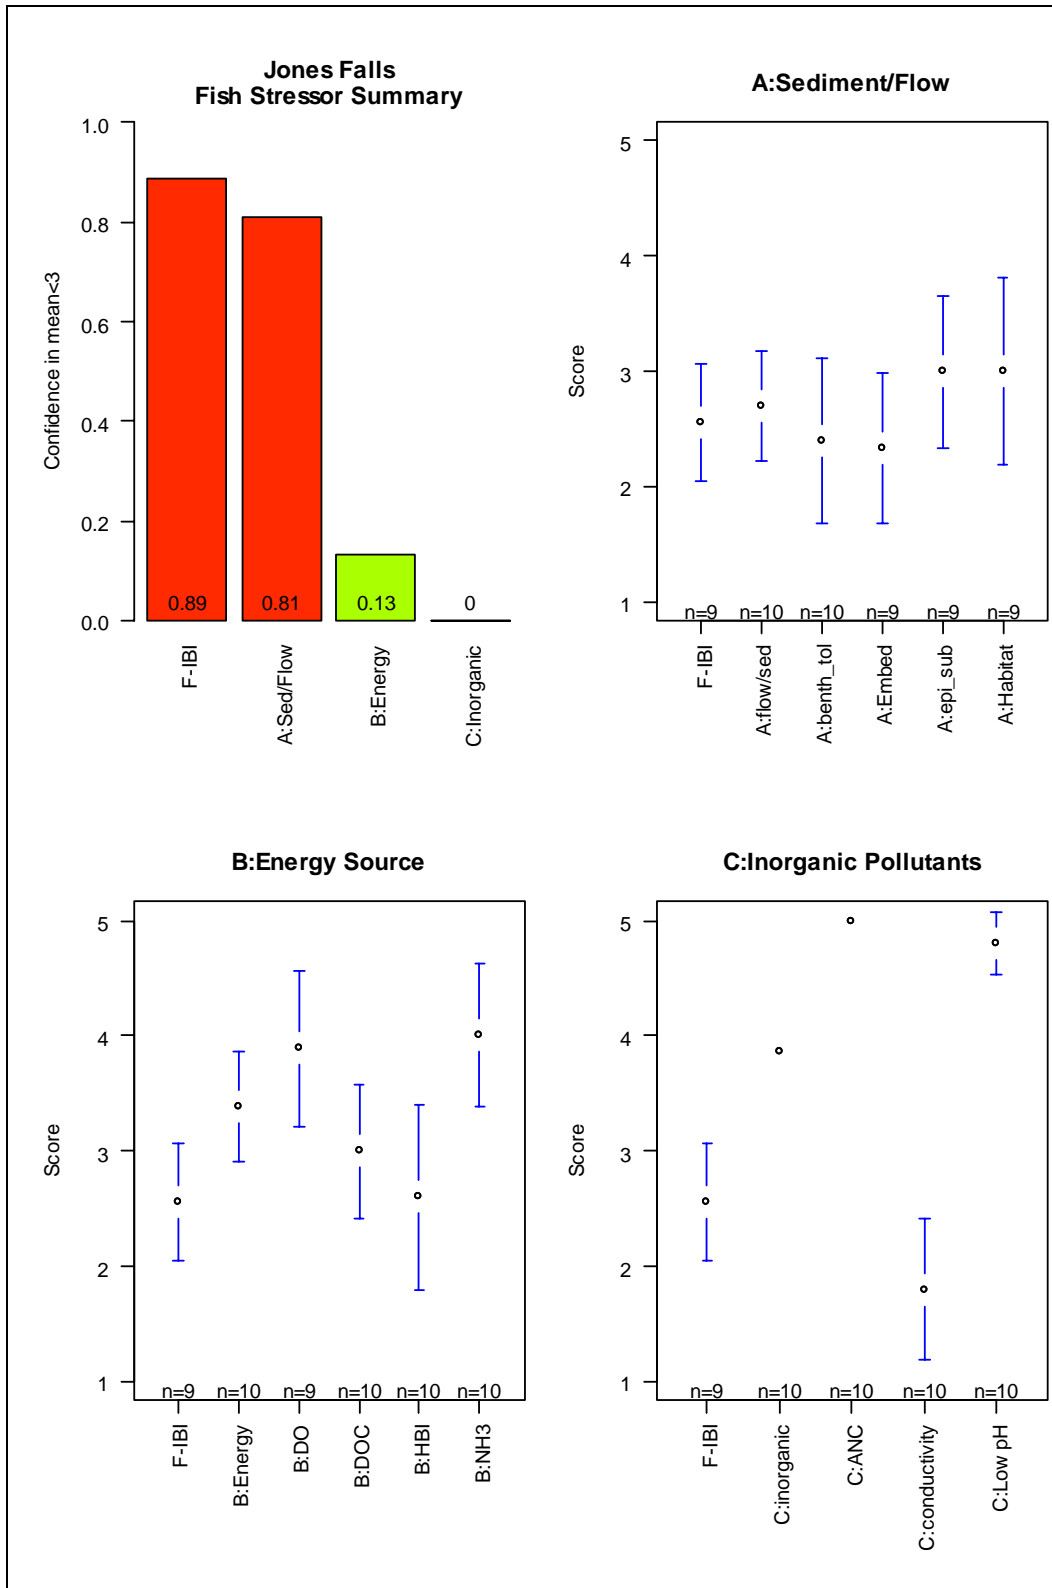 Jones Falls
Fish Stressor Summary
Confidence in mean<3
1.0
0.8
0.6
0.4
0.2
0.0
0.89
0.81
0.13
0
F-IBI
A:Sed/Flow
B:Energy
C:Inorganic
A:Sediment/Flow
Score
5
4
3
2
1
n=9
n=10
n=10
n=9
n=9
n=9
F-IBI
A:flow/sed
A:benth_tol
A:Embed
A:epi_sub
A:Habitat
B:Energy Source
Score
5
4
3
2
1
n=9
n=10
n=9
n=10
n=10
n=10
F-IBI
B:Energy
B:DO
B:DOC
B:HBI
B:NH3
C:Inorganic Pollutants
Score
5
4
3
2
1
n=9
n=10
n=10
n=10
n=10
F-IBI
C:inorganic
C:ANC
C:conductivity
C:Low pH